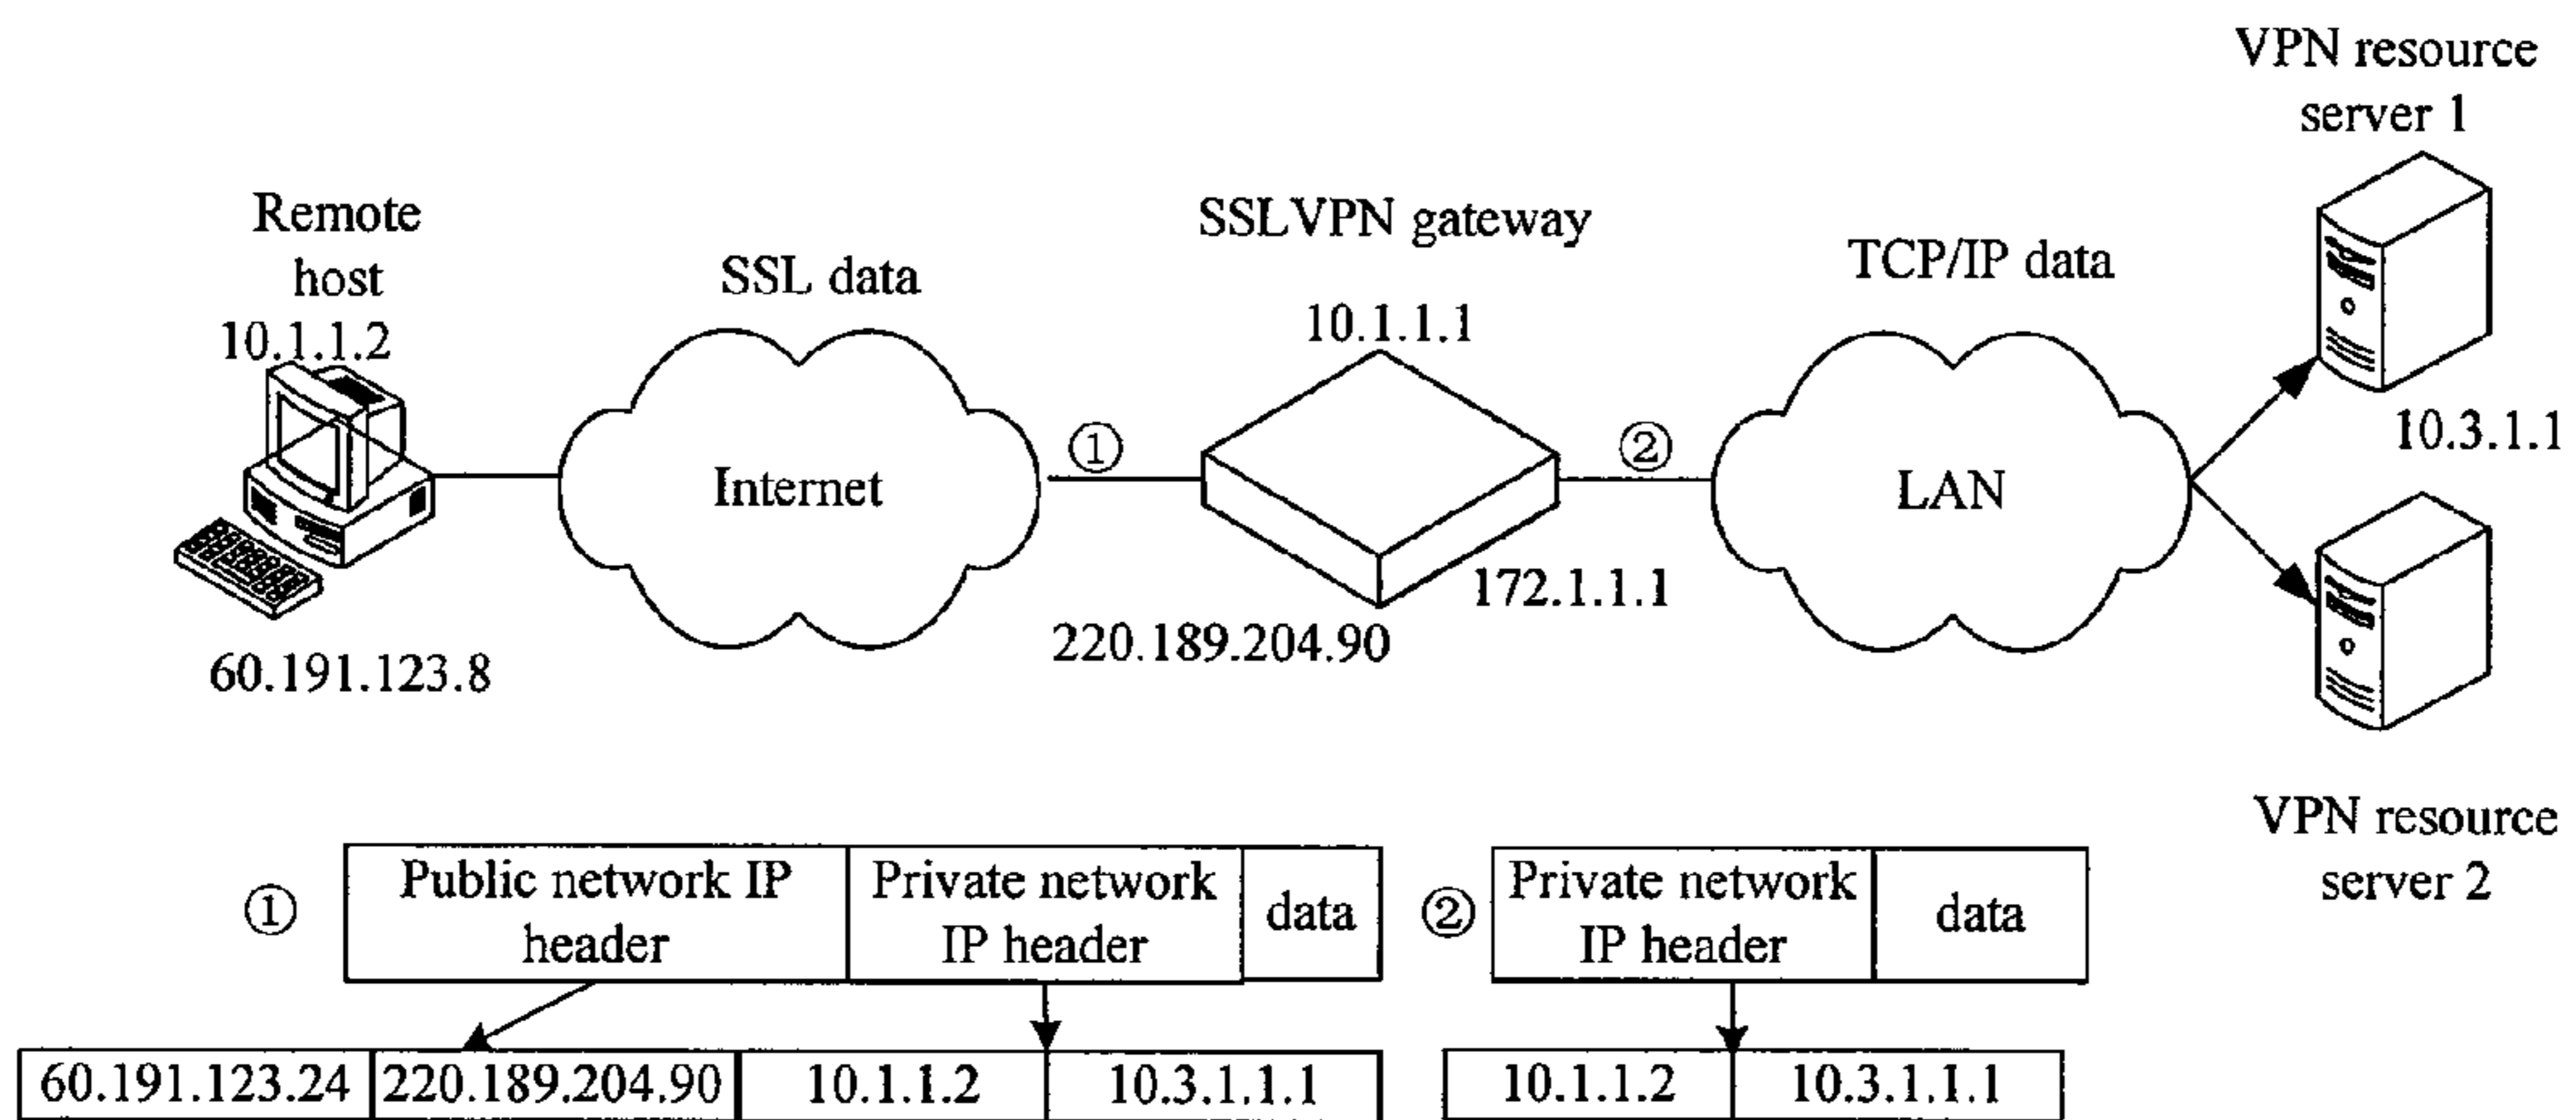 VPN resource
server 1
Remote
host
10.1.1.2
SSL data
SSLVPN gateway
10.1.1.1
TCP/IP data
10.3.1.1
①
②
Internet
LAN
172.1.1.1
220.189.204.90
60.191.123.8
VPN resource
server 2
①
Public network IP
header
Private network
IP header
data
②
Private network
IP header
data
60.191.123.24
220.189.204.90
10.1.1.2
10.3.1.1.1
10.1.1.2
10.3.1.1.1